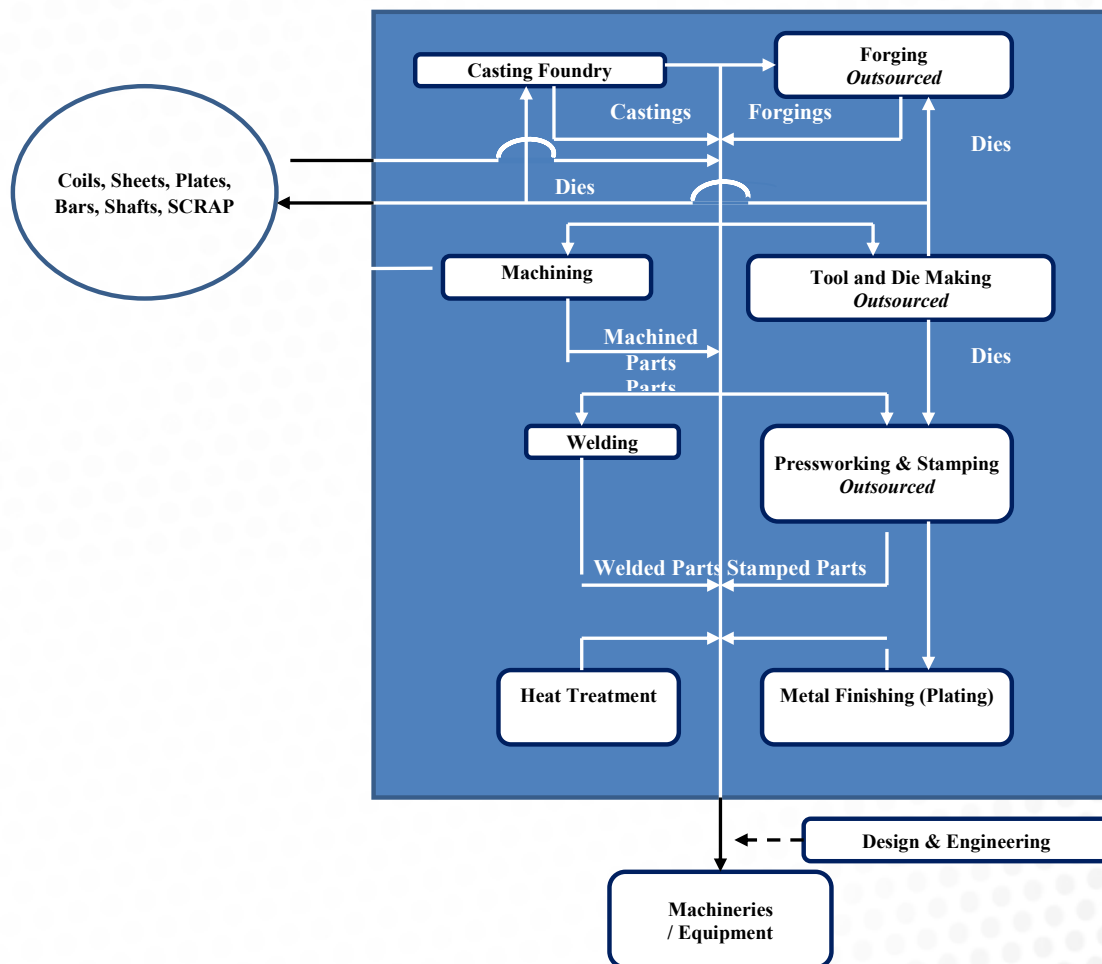 Casting Foundry
Forging
Outsourced
Castings
Forgings
Dies
Coils, Sheets, Plates,
Bars, Shafts, SCRAP
Dies
Machining
Tool and Die Making
Outsourced
Machined
Parts
Parts
Dies
Welding
Pressworking & Stamping
Outsourced
Welded Parts
Stamped Parts
Heat Treatment
Metal Finishing (Plating)
Design & Engineering
Machineries
/ Equipment